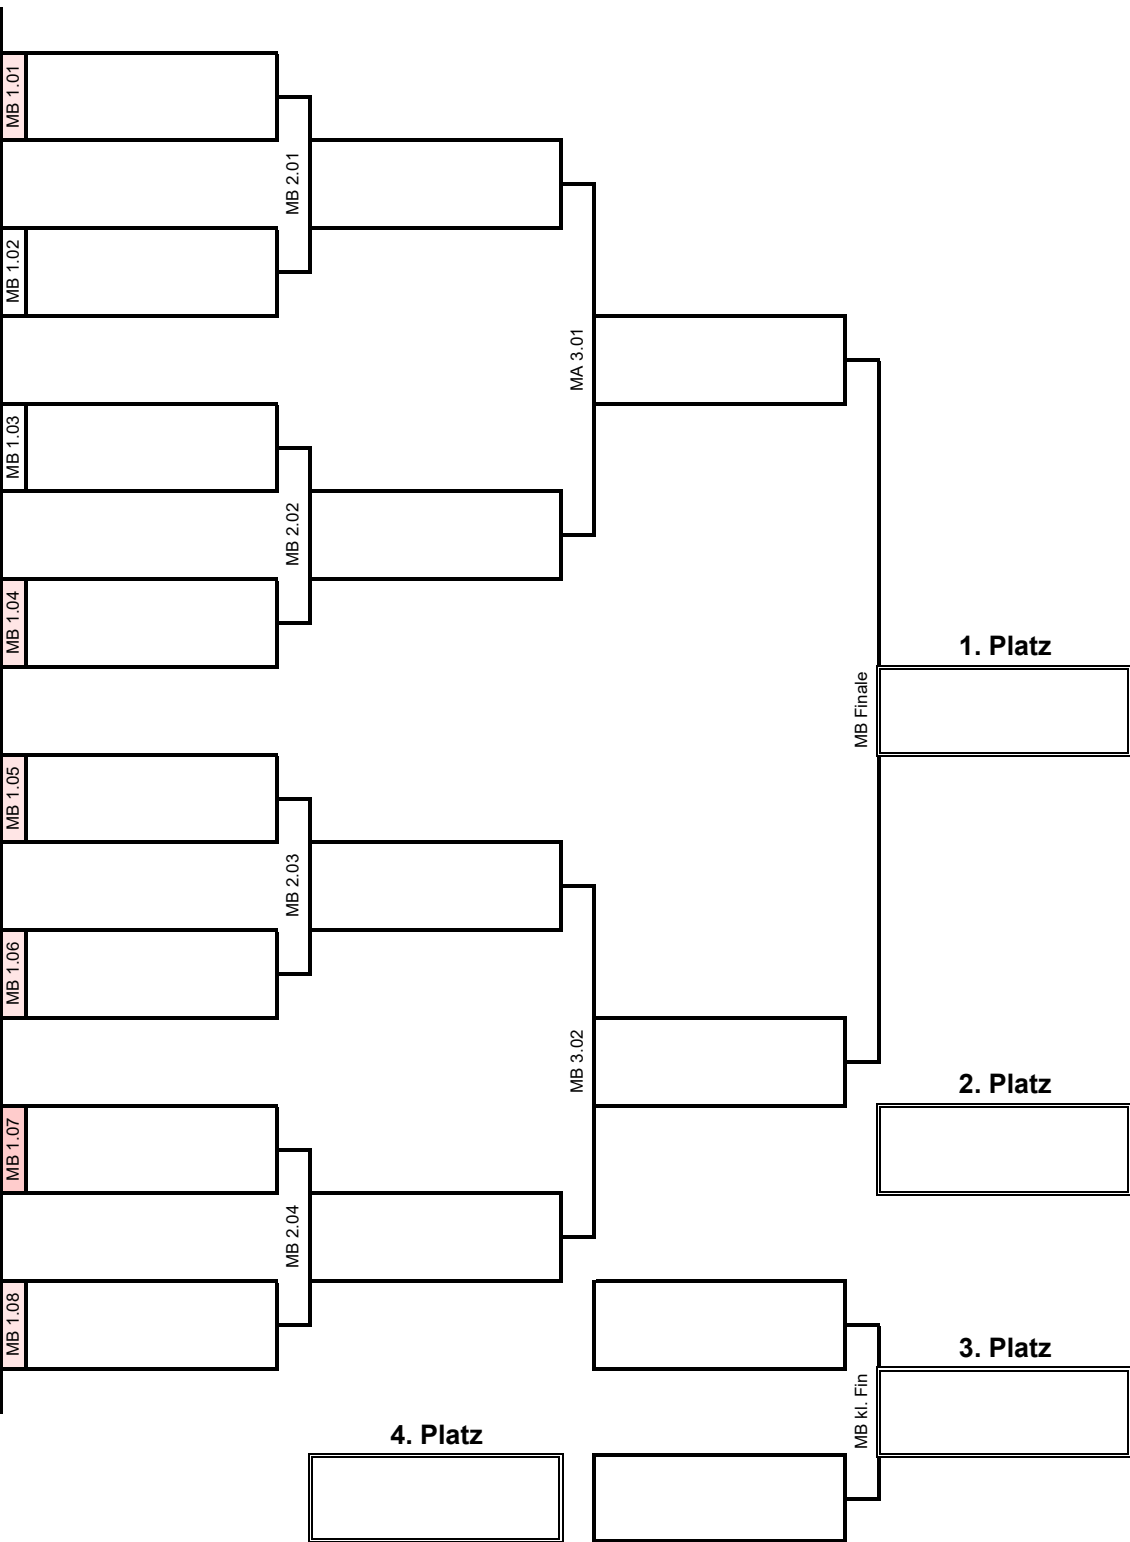 MB 1.01
MB 2.01
MB 1.02
MA 3.01
MB 1.03
MB 2.02
MB 1.04
1. Platz
MB Finale
MB 1.05
MB 2.03
MB 1.06
MB 3.02
2. Platz
MB 1.07
MB 2.04
MB 1.08
3. Platz
MB kl. Fin
4. Platz